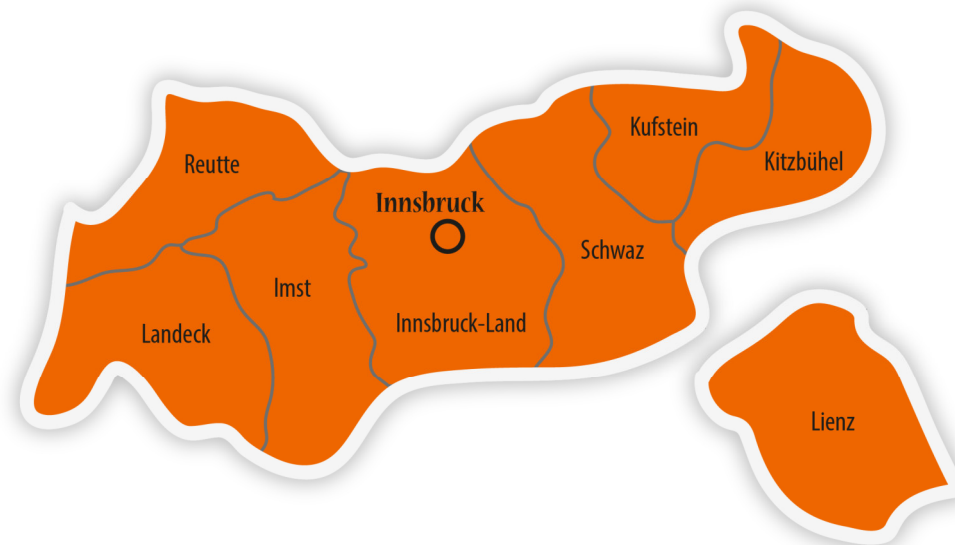 Kufstein
Reutte
Kitzbühel
Innsbruck
Schwaz
Imst
Innsbruck-Land
Landeck
Lienz